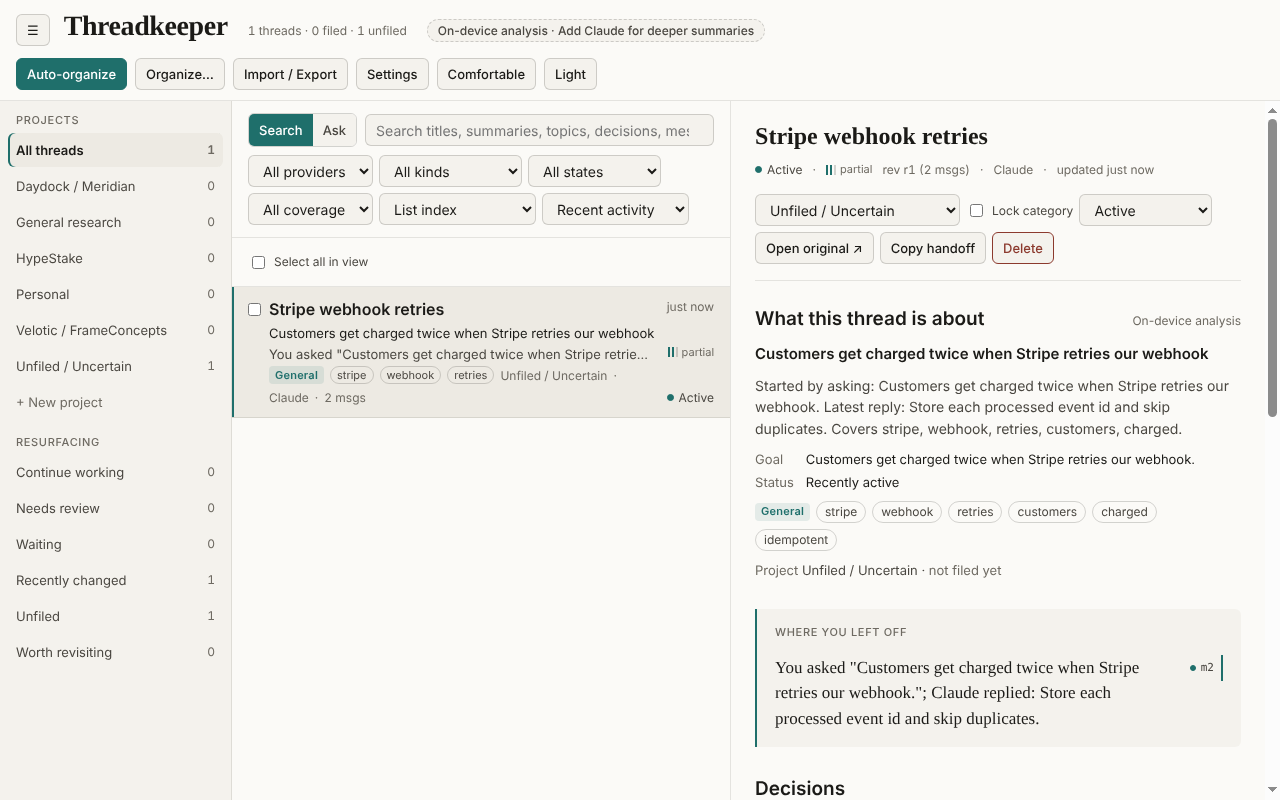 ☰ Threadkeeper 1 threads · 0 filed · 1 unfiled On-device analysis · Add Claude for deeper summaries
Auto-organize Organize... Import / Export Settings Comfortable Light
PROJECTS
All threads 1
Daydock / Meridian 0
General research 0
HypeStake 0
Personal 0
Velotic / FrameConcepts 0
Unfiled / Uncertain 1
+ New project
RESURFACING
Continue working 0
Needs review 0
Waiting 0
Recently changed 1
Unfiled 1
Worth revisiting 0
Search Ask Search titles, summaries, topics, decisions, mes
All providers All kinds All states
All coverage List index Recent activity
Select all in view
Stripe webhook retries just now
Customers get charged twice when Stripe retries our webhook
You asked "Customers get charged twice when Stripe retrie... partial
General stripe webhook retries Unfiled / Uncertain ·
Claude · 2 msgs Active
Stripe webhook retries
Active · partial rev r1 (2 msgs) · Claude · updated just now
Unfiled / Uncertain Lock category Active
Open original ↗ Copy handoff Delete
What this thread is about On-device analysis
Customers get charged twice when Stripe retries our webhook
Started by asking: Customers get charged twice when Stripe retries our
webhook. Latest reply: Store each processed event id and skip
duplicates. Covers stripe, webhook, retries, customers, charged.
Goal Customers get charged twice when Stripe retries our webhook.
Status Recently active
General stripe webhook retries customers charged
idempotent
Project Unfiled / Uncertain · not filed yet
WHERE YOU LEFT OFF
You asked "Customers get charged twice when Stripe m2
retries our webhook."; Claude replied: Store each
processed event id and skip duplicates.
Decisions